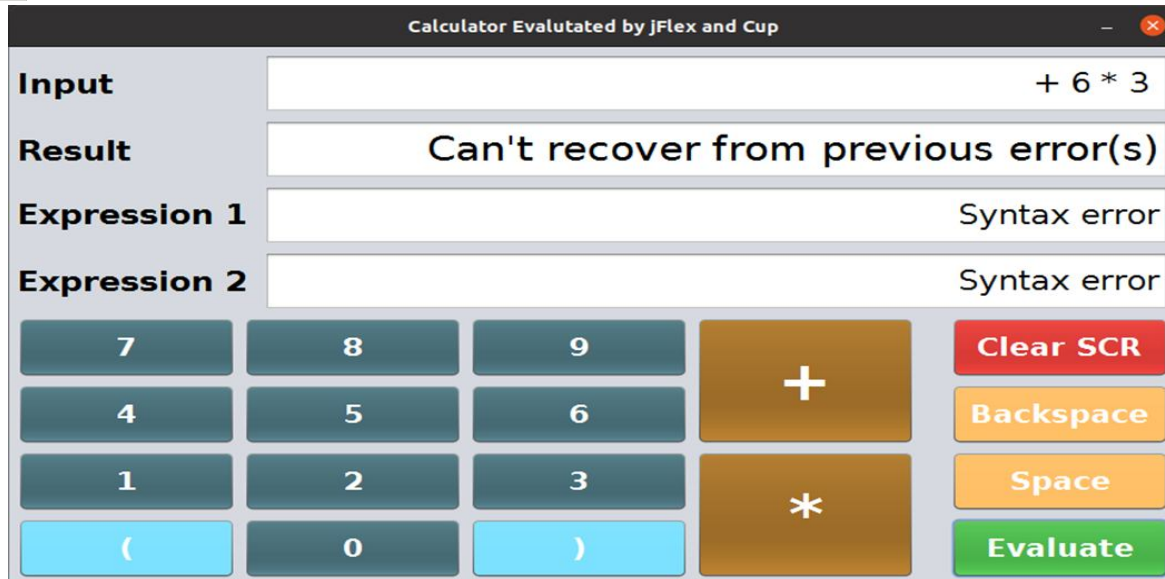 Calculator Evalutated by jFlex and Cup
Input + 6 * 3
Result Can't recover from previous error(s)
Expression 1 Syntax error
Expression 2 Syntax error
7 8 9 + Clear SCR
4 5 6 Backspace
1 2 3 * Space
( 0 ) Evaluate